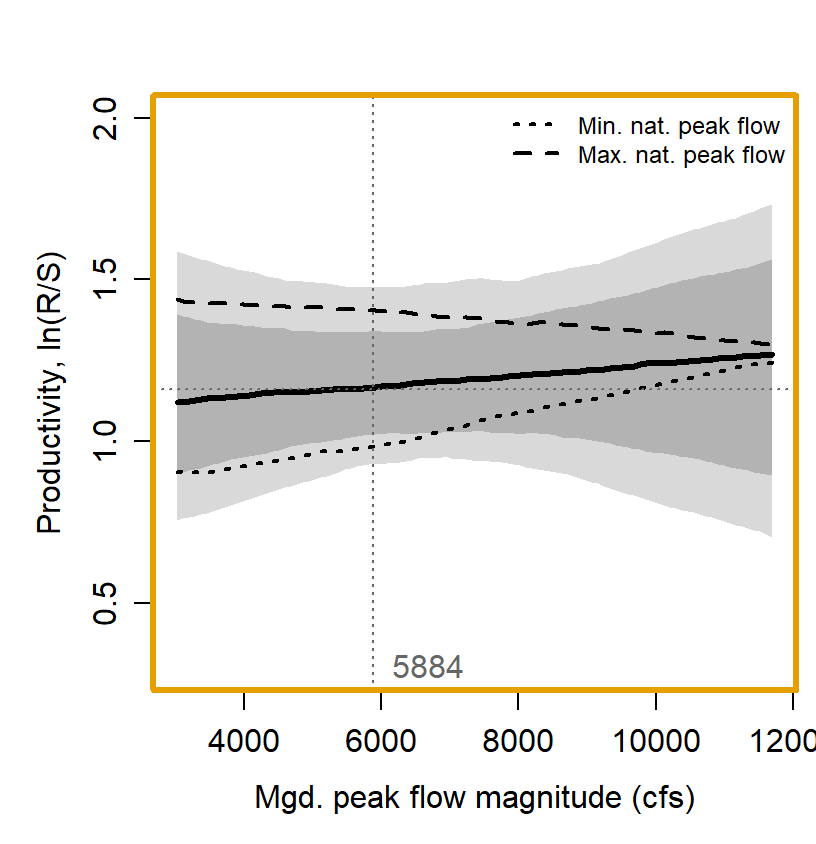 Min. nat. peak flow
Max. nat. peak flow
2.0
1.5
1.0
0.5
Productivity, ln(R/S)
5884
4000 6000 8000 10000 1200
Mgd. peak flow magnitude (cfs)